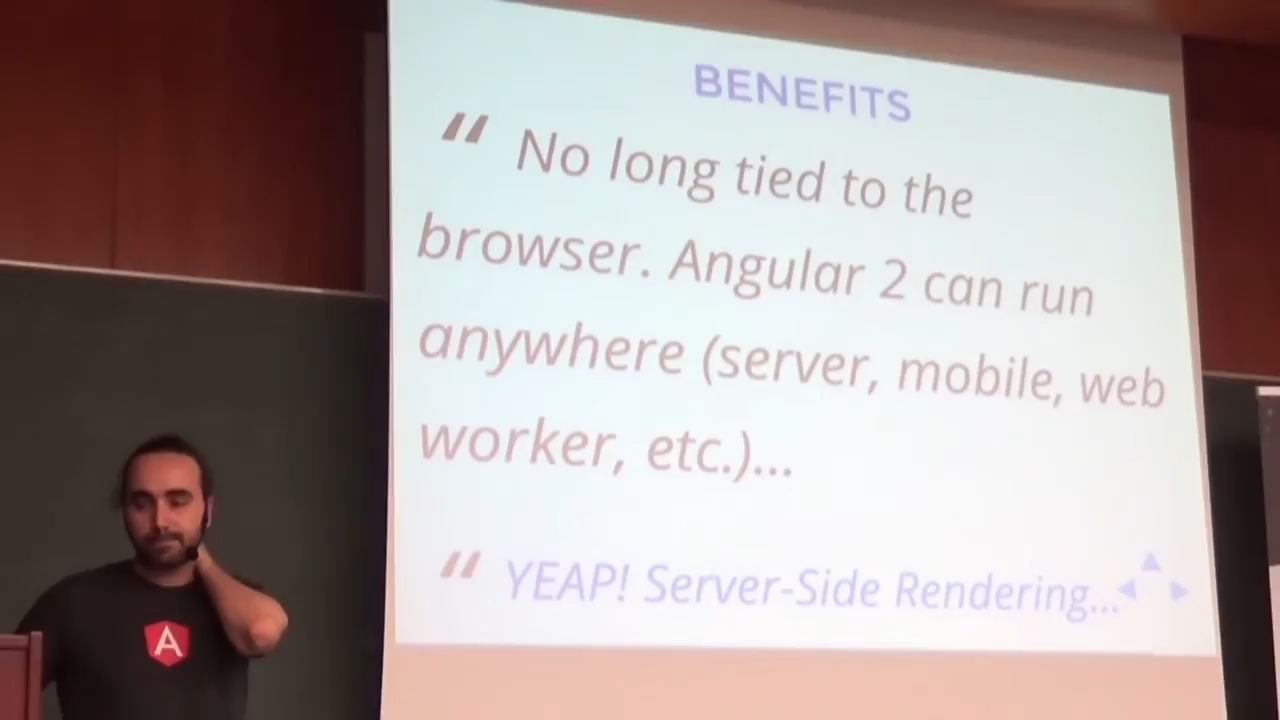 BENEFITS
“ No long tied to the
browser. Angular 2 can run
anywhere (server, mobile, web
worker, etc.)...
“ YEAP! Server-Side Rendering...
A